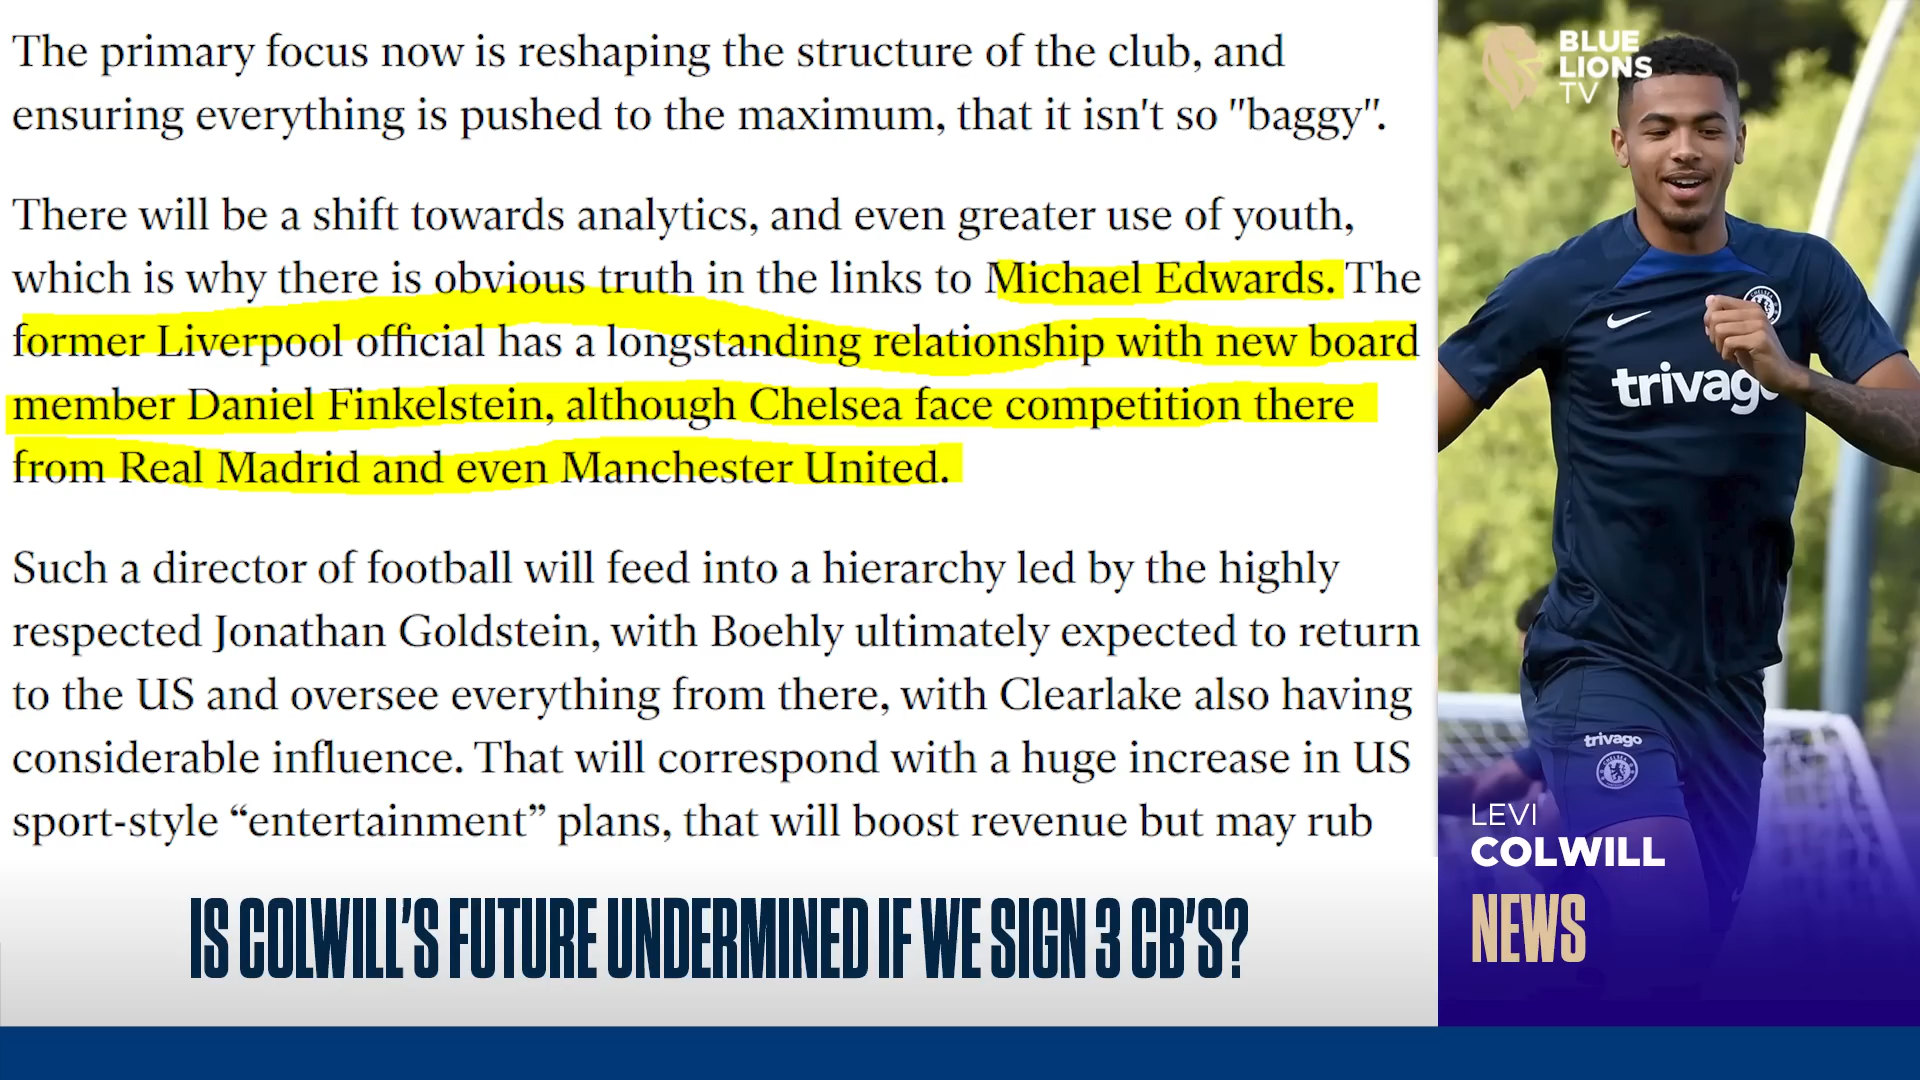 The primary focus now is reshaping the structure of the club, and
ensuring everything is pushed to the maximum, that it isn't so "baggy".
There will be a shift towards analytics, and even greater use of youth,
which is why there is obvious truth in the links to Michael Edwards. The
former Liverpool official has a longstanding relationship with new board
member Daniel Finkelstein, although Chelsea face competition there
from Real Madrid and even Manchester United.
Such a director of football will feed into a hierarchy led by the highly
respected Jonathan Goldstein, with Boehly ultimately expected to return
to the US and oversee everything from there, with Clearlake also having
considerable influence. That will correspond with a huge increase in US
sport-style “entertainment” plans, that will boost revenue but may rub
IS COLWILL'S FUTURE UNDERMINED IF WE SIGN 3 CB'S?
BLUE
LIONS
TV
trivago
trivago
LEVI
COLWILL
NEWS